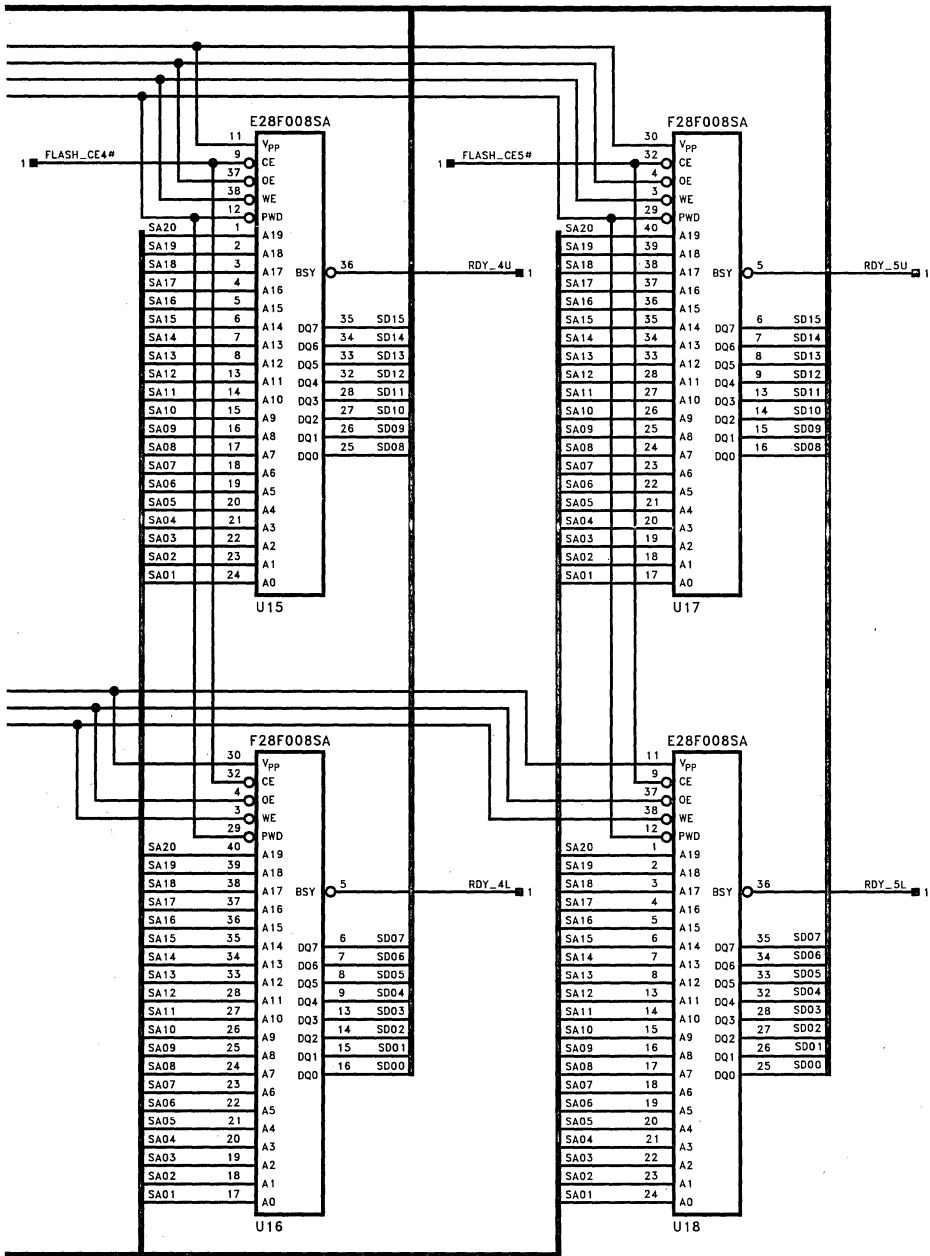 E28F008SA
11 VPP
1 FLASH_CE4# 9 CE
37 OE
38 WE
12 PWD
SA20 1 A19
SA19 2 A18
SA18 3 A17 BSY 36 RDY_4U 1
SA17 4 A16
SA16 5 A15
SA15 6 A14 DQ7 35 SD15
SA14 7 A13 DQ6 34 SD14
SA13 8 A12 DQ5 33 SD13
SA12 13 A11 DQ4 32 SD12
SA11 14 A10 DQ3 28 SD11
SA10 15 A9 DQ2 27 SD10
SA09 16 A8 DQ1 26 SD09
SA08 17 A7 DQ0 25 SD08
SA07 18 A6
SA06 19 A5
SA05 20 A4
SA04 21 A3
SA03 22 A2
SA02 23 A1
SA01 24 A0
U15
F28F008SA
30 VPP
1 FLASH_CE5# 32 CE
4 OE
3 WE
29 PWD
SA20 40 A19
SA19 39 A18
SA18 38 A17 BSY 5 RDY_5U 1
SA17 37 A16
SA16 36 A15
SA15 35 A14 DQ7 6 SD15
SA14 34 A13 DQ6 7 SD14
SA13 33 A12 DQ5 8 SD13
SA12 28 A11 DQ4 9 SD12
SA11 27 A10 DQ3 13 SD11
SA10 26 A9 DQ2 14 SD10
SA09 25 A8 DQ1 15 SD09
SA08 24 A7 DQ0 16 SD08
SA07 23 A6
SA06 22 A5
SA05 21 A4
SA04 20 A3
SA03 19 A2
SA02 18 A1
SA01 17 A0
U17
F28F008SA
30 VPP
32 CE
4 OE
3 WE
29 PWD
SA20 40 A19
SA19 39 A18
SA18 38 A17 BSY 5 RDY_4L 1
SA17 37 A16
SA16 36 A15
SA15 35 A14 DQ7 6 SD07
SA14 34 A13 DQ6 7 SD06
SA13 33 A12 DQ5 8 SD05
SA12 28 A11 DQ4 9 SD04
SA11 27 A10 DQ3 13 SD03
SA10 26 A9 DQ2 14 SD02
SA09 25 A8 DQ1 15 SD01
SA08 24 A7 DQ0 16 SD00
SA07 23 A6
SA06 22 A5
SA05 21 A4
SA04 20 A3
SA03 19 A2
SA02 18 A1
SA01 17 A0
U16
E28F008SA
11 VPP
9 CE
37 OE
38 WE
12 PWD
SA20 1 A19
SA19 2 A18
SA18 3 A17 BSY 36 RDY_5L 1
SA17 4 A16
SA16 5 A15
SA15 6 A14 DQ7 35 SD07
SA14 7 A13 DQ6 34 SD06
SA13 8 A12 DQ5 33 SD05
SA12 13 A11 DQ4 32 SD04
SA11 14 A10 DQ3 28 SD03
SA10 15 A9 DQ2 27 SD02
SA09 16 A8 DQ1 26 SD01
SA08 17 A7 DQ0 25 SD00
SA07 18 A6
SA06 19 A5
SA05 20 A4
SA04 21 A3
SA03 22 A2
SA02 23 A1
SA01 24 A0
U18